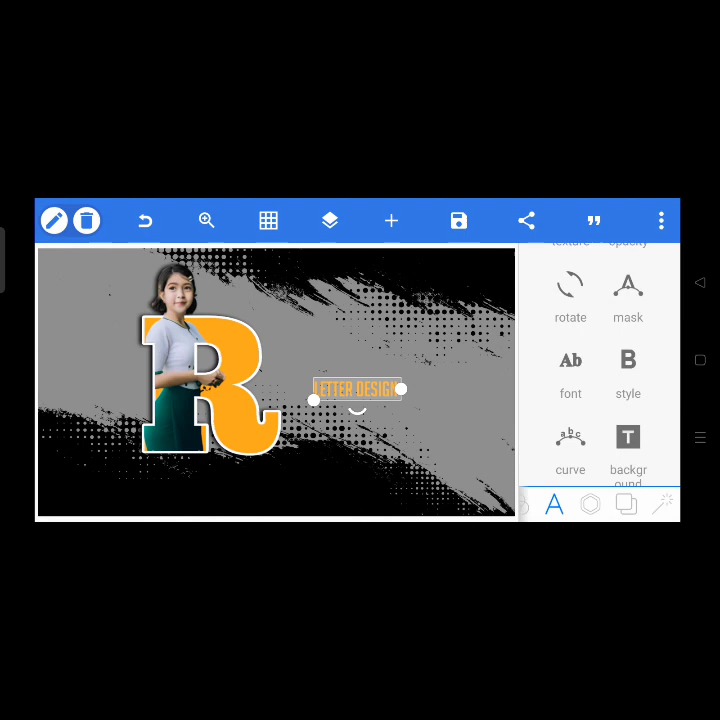 R
LETTER DESIGN
rotate
mask
Ab
font
B
style
abc
curve
T
backgr
ound
A